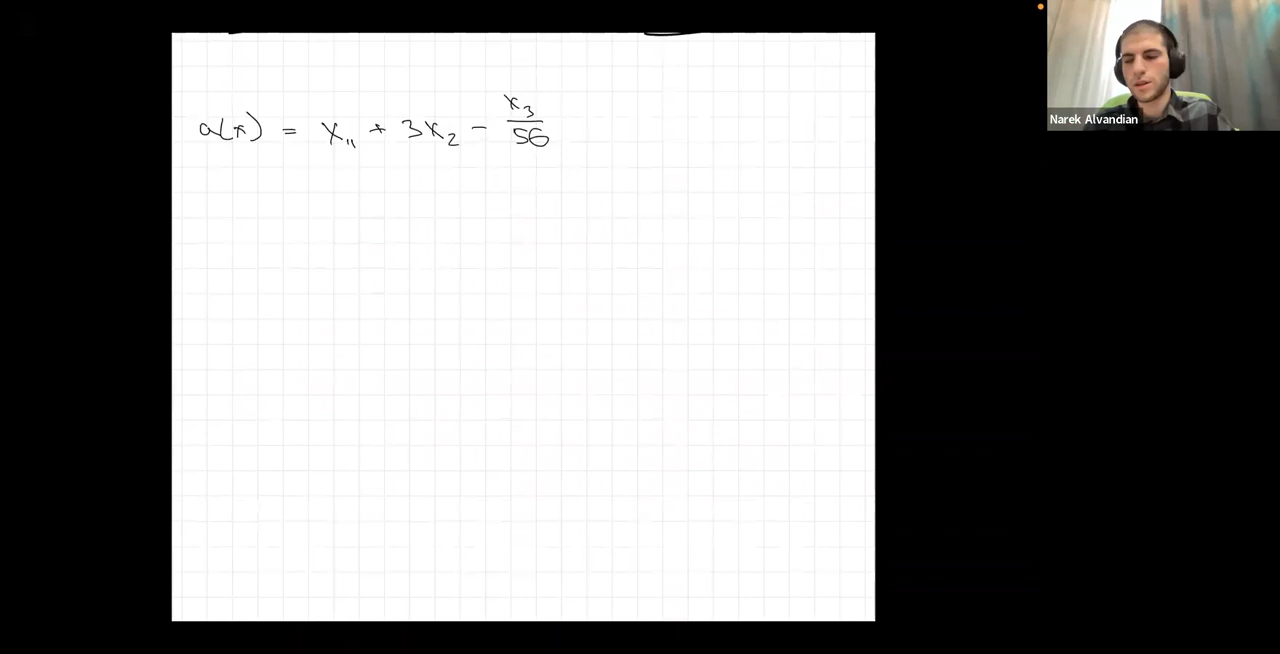 a(x) = x₁₁ + 3x₂ - x₃/56
Narek Alvandian